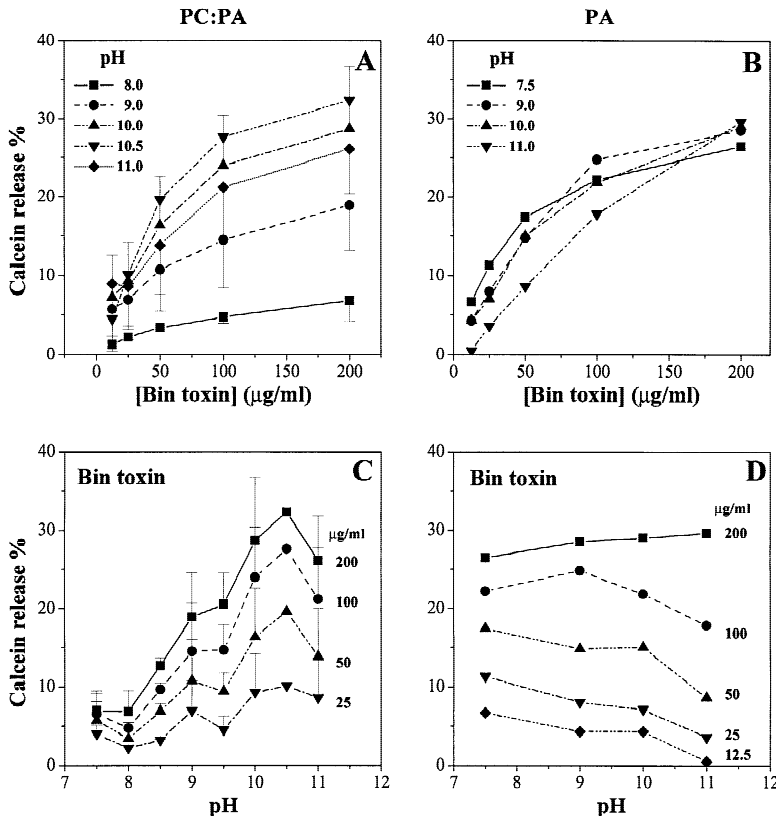 PC:PA
PA
A
pH
8.0
9.0
10.0
10.5
11.0
Calcein release %
40
30
20
10
0
0 50 100 150 200
[Bin toxin] (μg/ml)
B
pH
7.5
9.0
10.0
11.0
40
30
20
10
0
0 50 100 150 200
[Bin toxin] (μg/ml)
C
Bin toxin
μg/ml
200
100
50
25
Calcein release %
40
30
20
10
0
7 8 9 10 11 12
pH
D
Bin toxin
μg/ml
200
100
50
25
12.5
40
30
20
10
0
7 8 9 10 11 12
pH